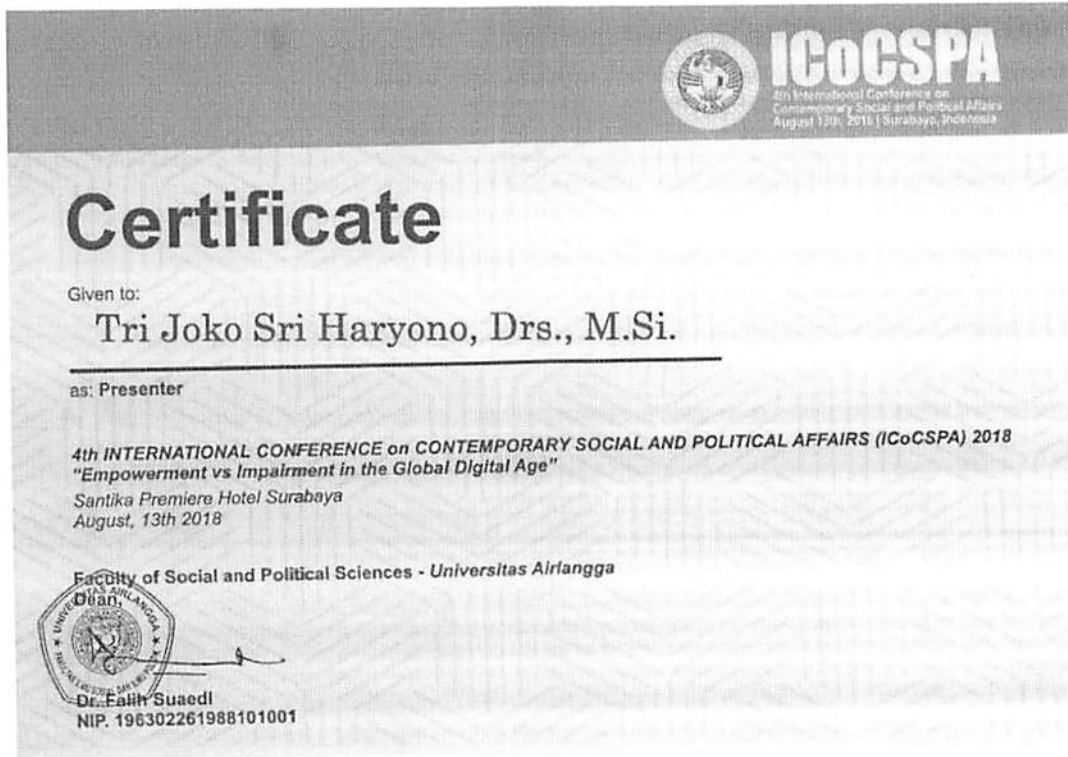 ICoCSPA
4th International Conference on
Contemporary Social and Political Affairs
August 13th, 2018 | Surabaya, Indonesia
Certificate
Given to:
Tri Joko Sri Haryono, Drs., M.Si.
as: Presenter
4th INTERNATIONAL CONFERENCE on CONTEMPORARY SOCIAL AND POLITICAL AFFAIRS (ICoCSPA) 2018
"Empowerment vs Impairment in the Global Digital Age"
Santika Premiere Hotel Surabaya
August, 13th 2018
Faculty of Social and Political Sciences - Universitas Airlangga
Dean,
UNIVERSITAS AIRLANGGA
Dr. Falih Suaedi
NIP. 196302261988101001